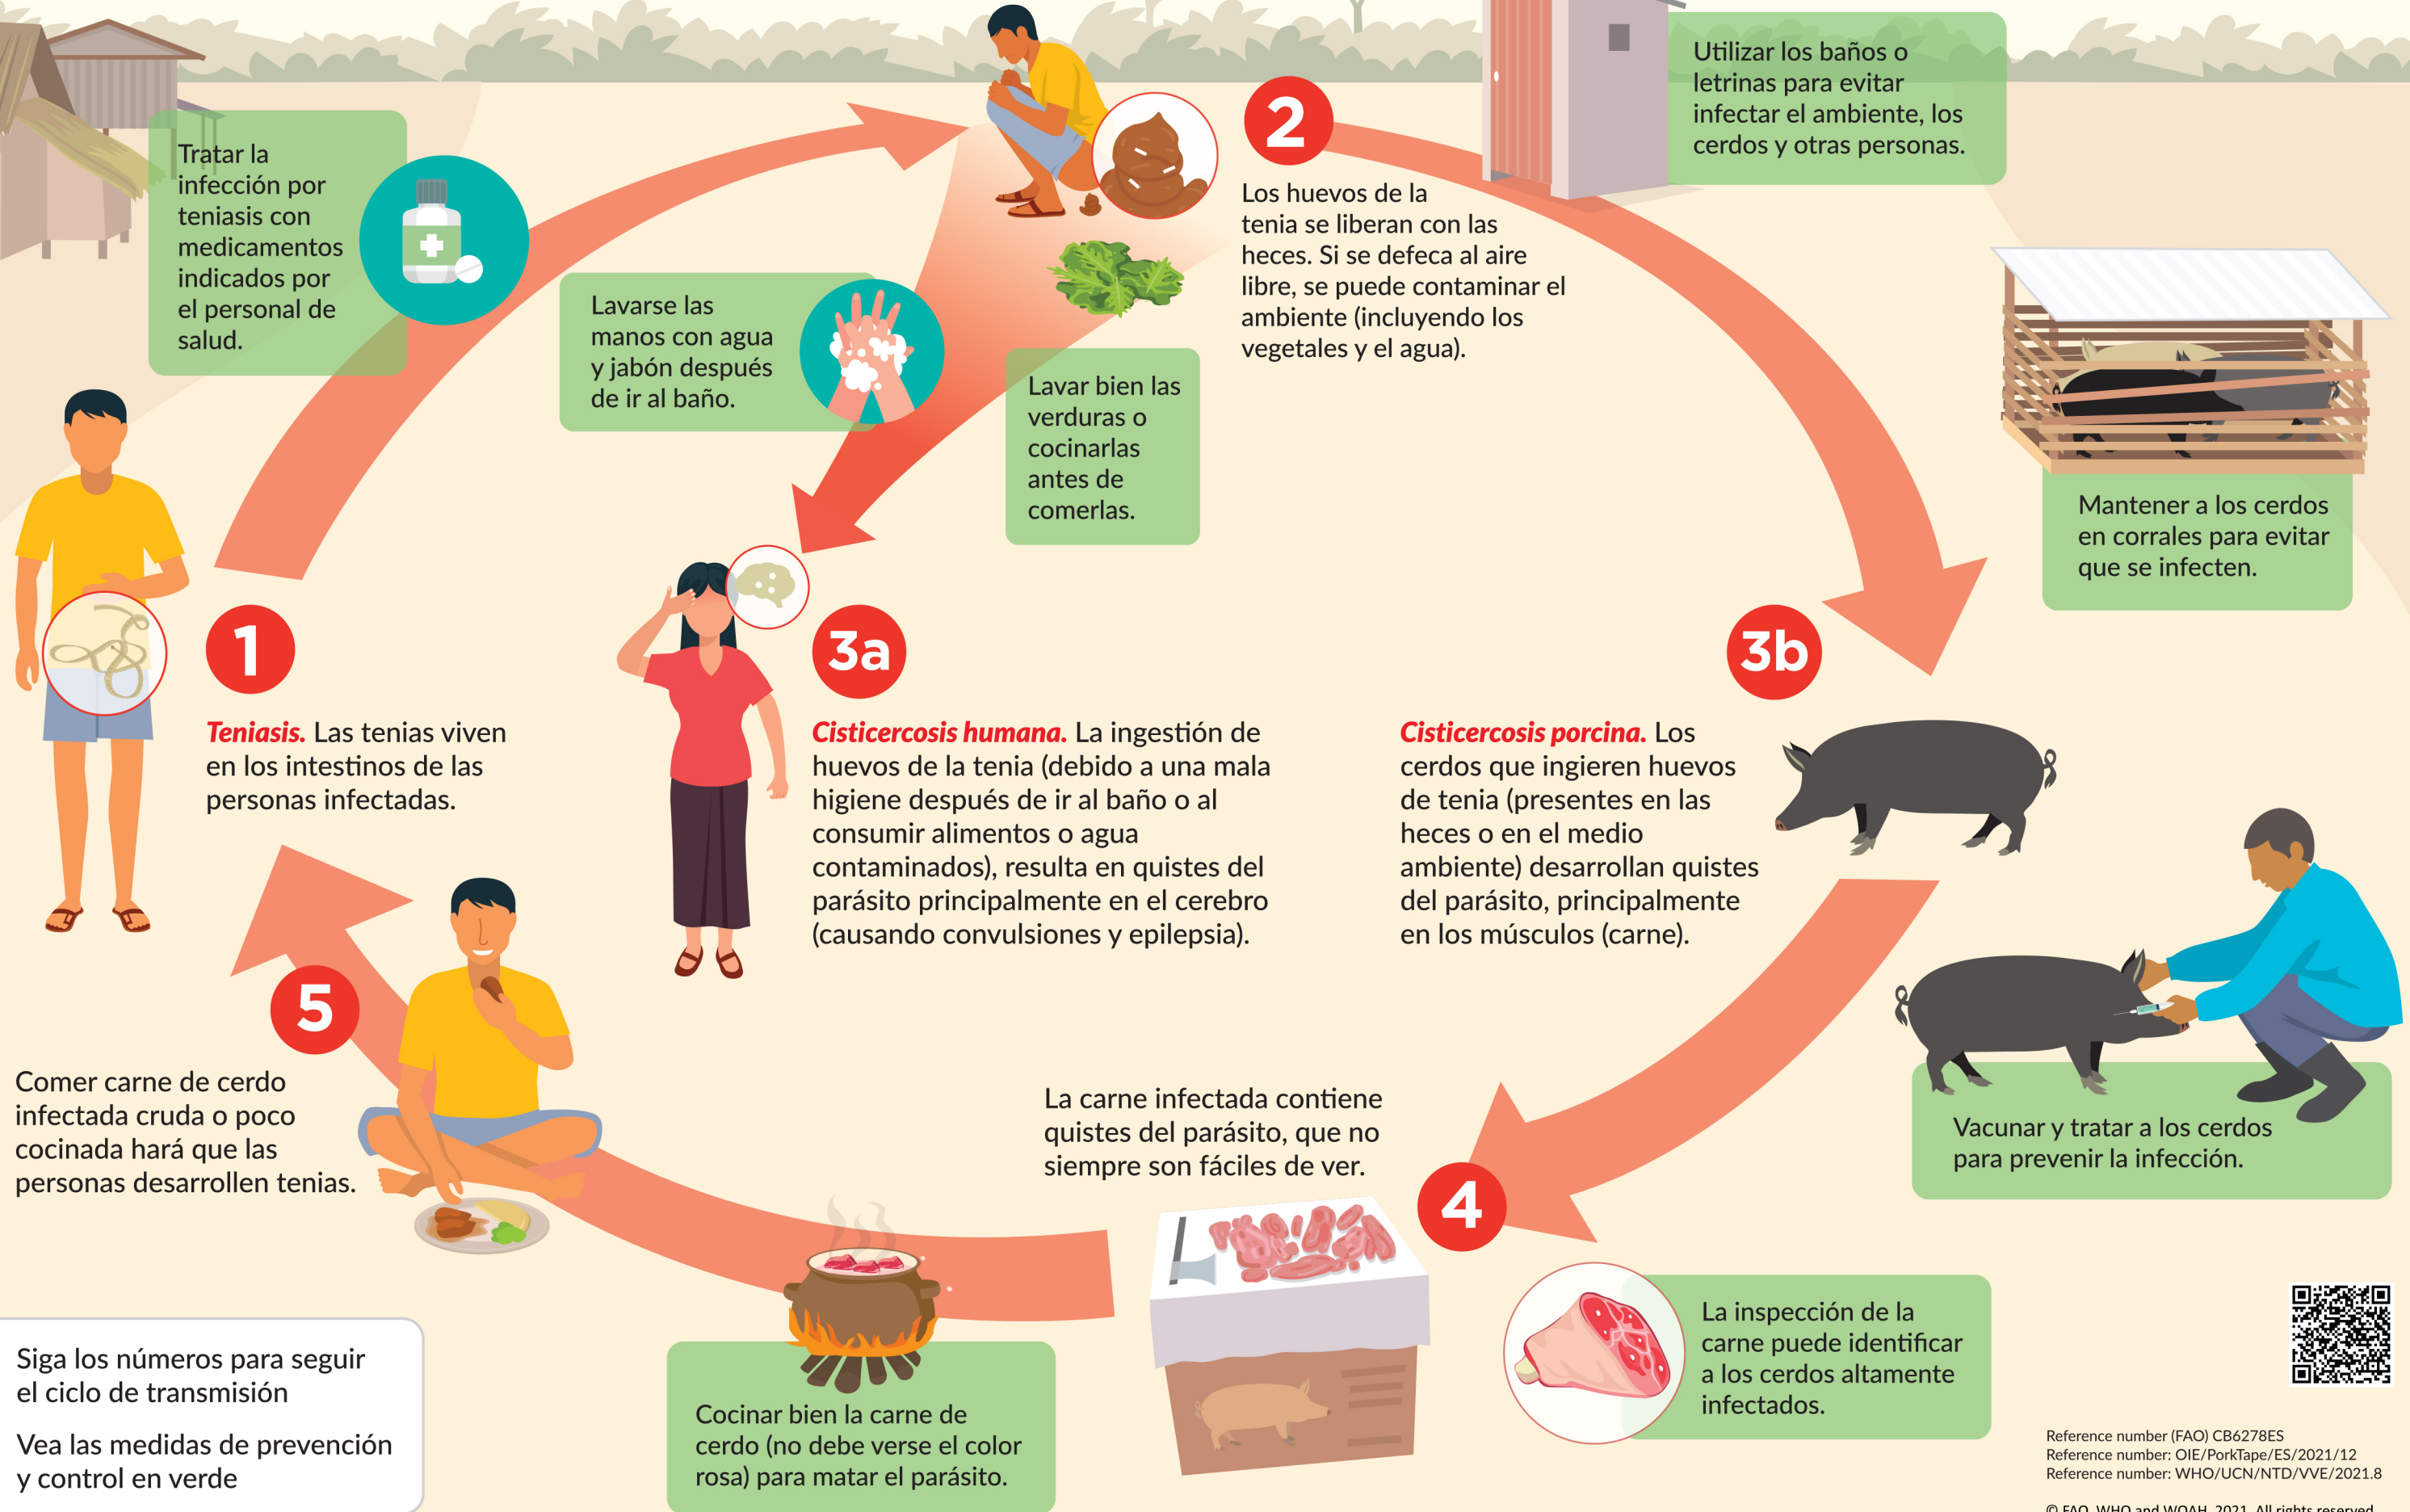 Utilizar los baños o
letrinas para evitar
infectar el ambiente, los
cerdos y otras personas.
Tratar la
infección por
teniasis con
medicamentos
indicados por
el personal de
salud.
2
Los huevos de la
tenia se liberan con las
heces. Si se defeca al aire
libre, se puede contaminar el
ambiente (incluyendo los
vegetales y el agua).
Lavarse las
manos con agua
y jabón después
de ir al baño.
Lavar bien las
verduras o
cocinarlas
antes de
comerlas.
Mantener a los cerdos
en corrales para evitar
que se infecten.
1
Teniasis. Las tenias viven
en los intestinos de las
personas infectadas.
3a
Cisticercosis humana. La ingestión de
huevos de la tenia (debido a una mala
higiene después de ir al baño o al
consumir alimentos o agua
contaminados), resulta en quistes del
parásito principalmente en el cerebro
(causando convulsiones y epilepsia).
3b
Cisticercosis porcina. Los
cerdos que ingieren huevos
de tenia (presentes en las
heces o en el medio
ambiente) desarrollan quistes
del parásito, principalmente
en los músculos (carne).
Vacunar y tratar a los cerdos
para prevenir la infección.
4
La carne infectada contiene
quistes del parásito, que no
siempre son fáciles de ver.
La inspección de la
carne puede identificar
a los cerdos altamente
infectados.
5
Comer carne de cerdo
infectada cruda o poco
cocinada hará que las
personas desarrollen tenias.
Cocinar bien la carne de
cerdo (no debe verse el color
rosa) para matar el parásito.
Siga los números para seguir
el ciclo de transmisión
Vea las medidas de prevención
y control en verde
Reference number (FAO) CB6278ES
Reference number: OIE/PorkTape/ES/2021/12
Reference number: WHO/UCN/NTD/VVE/2021.8
© FAO, WHO and WOAH, 2021. All rights reserved